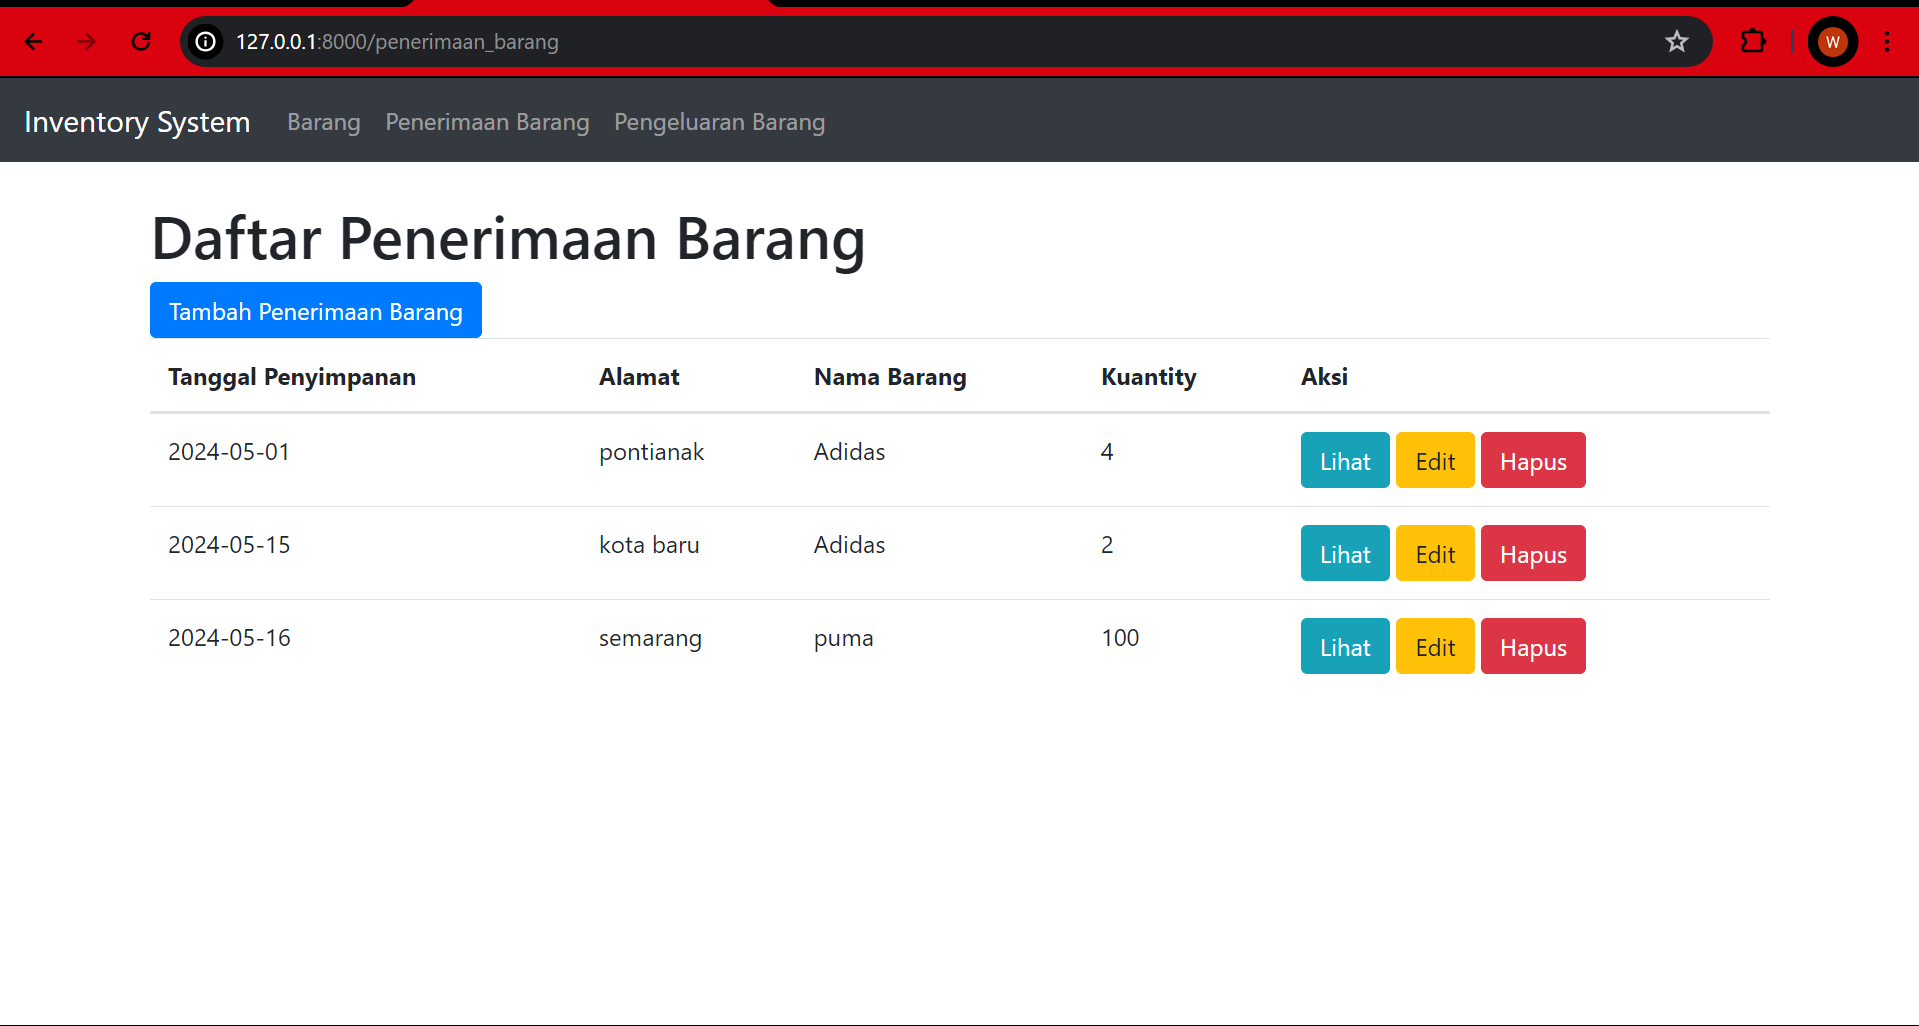 127.0.0.1:8000/penerimaan_barang
W
Inventory System Barang Penerimaan Barang Pengeluaran Barang
Daftar Penerimaan Barang
Tambah Penerimaan Barang
Tanggal Penyimpanan Alamat Nama Barang Kuantity Aksi
2024-05-01 pontianak Adidas 4 Lihat Edit Hapus
2024-05-15 kota baru Adidas 2 Lihat Edit Hapus
2024-05-16 semarang puma 100 Lihat Edit Hapus